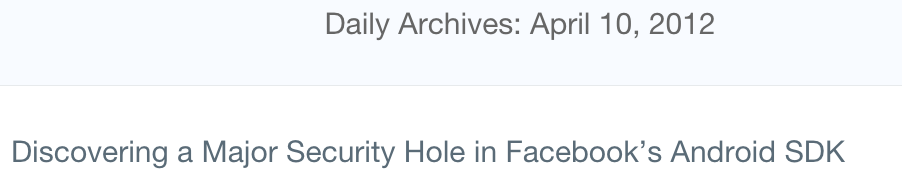 Daily Archives: April 10, 2012
Discovering a Major Security Hole in Facebook’s Android SDK